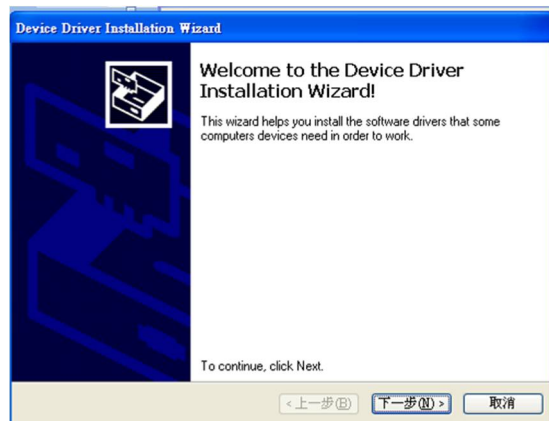 Device Driver Installation Wizard
Welcome to the Device Driver
Installation Wizard!
This wizard helps you install the software drivers that some
computers devices need in order to work.
To continue, click Next.
<上一步(B) 下一步(N)> 取消